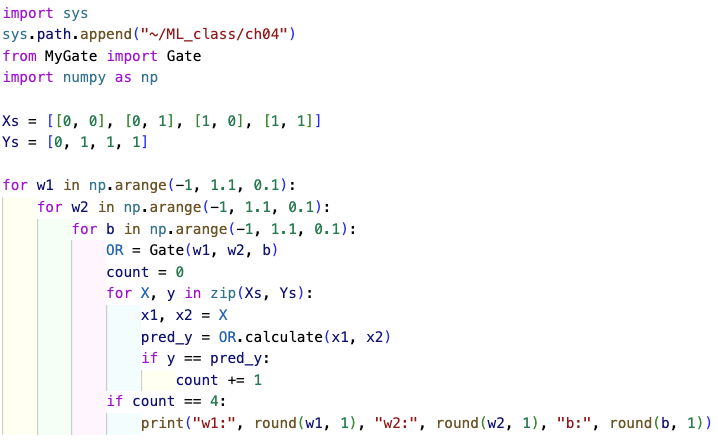 import sys
sys.path.append("~/ML_class/ch04")
from MyGate import Gate
import numpy as np

Xs = [[0, 0], [0, 1], [1, 0], [1, 1]]
Ys = [0, 1, 1, 1]

for w1 in np.arange(-1, 1.1, 0.1):
    for w2 in np.arange(-1, 1.1, 0.1):
        for b in np.arange(-1, 1.1, 0.1):
            OR = Gate(w1, w2, b)
            count = 0
            for X, y in zip(Xs, Ys):
                x1, x2 = X
                pred_y = OR.calculate(x1, x2)
                if y == pred_y:
                    count += 1
            if count == 4:
                print("w1:", round(w1, 1), "w2:", round(w2, 1), "b:", round(b, 1))